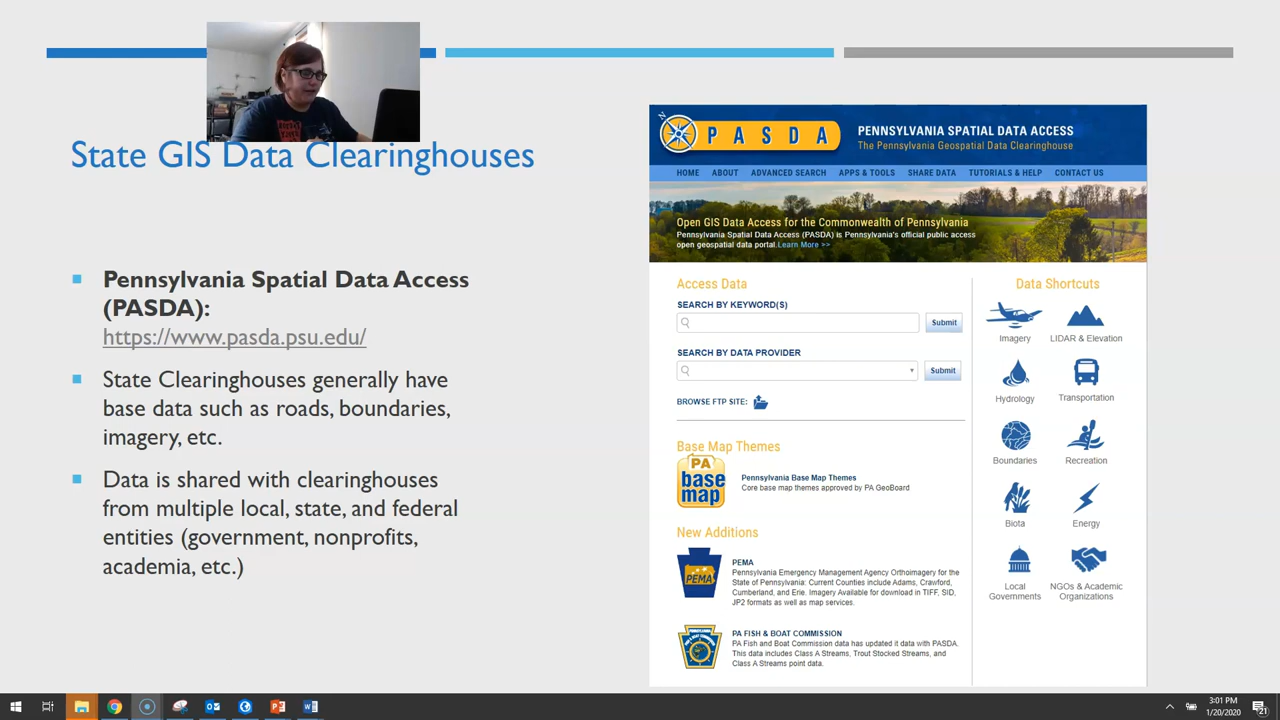 State GIS Data Clearinghouses
Pennsylvania Spatial Data Access
(PASDA):
https://www.pasda.psu.edu/
State Clearinghouses generally have
base data such as roads, boundaries,
imagery, etc.
Data is shared with clearinghouses
from multiple local, state, and federal
entities (government, nonprofits,
academia, etc.)
N
PASDA
PENNSYLVANIA SPATIAL DATA ACCESS
The Pennsylvania Geospatial Data Clearinghouse
HOME ABOUT ADVANCED SEARCH APPS & TOOLS SHARE DATA TUTORIALS & HELP CONTACT US
Open GIS Data Access for the Commonwealth of Pennsylvania
Pennsylvania Spatial Data Access (PASDA) is Pennsylvania's official public access
open geospatial data portal.Learn More >>
Access Data
SEARCH BY KEYWORD(S)
Submit
SEARCH BY DATA PROVIDER
Submit
BROWSE FTP SITE:
Base Map Themes
PA
base
map
Pennsylvania Base Map Themes
Core base map themes approved by PA GeoBoard
New Additions
PEMA
PEMA
Pennsylvania Emergency Management Agency Orthoimagery for the
State of Pennsylvania: Current Counties include Adams, Crawford,
Cumberland, and Erie. Imagery Available for download in TIFF, SID,
JP2 formats as well as map services.
PA FISH & BOAT COMMISSION
PA Fish and Boat Commission data has updated it data with PASDA.
This data includes Class A Streams, Trout Stocked Streams, and
Class A Streams point data.
Data Shortcuts
Imagery
LIDAR & Elevation
Hydrology
Transportation
Boundaries
Recreation
Biota
Energy
Local
Governments
NGOs & Academic
Organizations
3:01 PM
1/20/2020
21